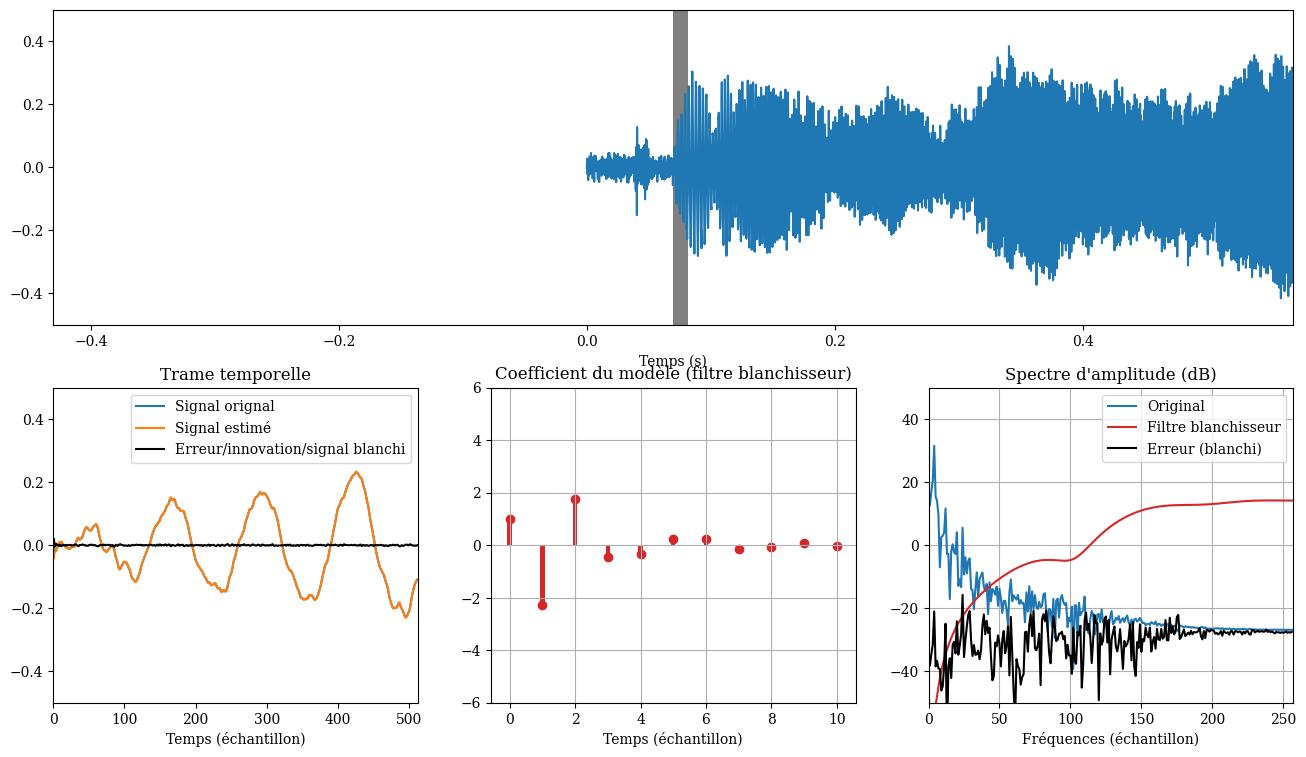 0.4
0.2
0.0
−0.2
−0.4
−0.4 −0.2 0.0 0.2 0.4
Temps (s)
Trame temporelle
Signal orignal
Signal estimé
Erreur/innovation/signal blanchi
0.4
0.2
0.0
−0.2
−0.4
0 100 200 300 400 500
Temps (échantillon)
Coefficient du modèle (filtre blanchisseur)
6
4
2
0
−2
−4
−6
0 2 4 6 8 10
Temps (échantillon)
Spectre d'amplitude (dB)
Original
Filtre blanchisseur
Erreur (blanchi)
40
20
0
−20
−40
0 50 100 150 200 250
Fréquences (échantillon)